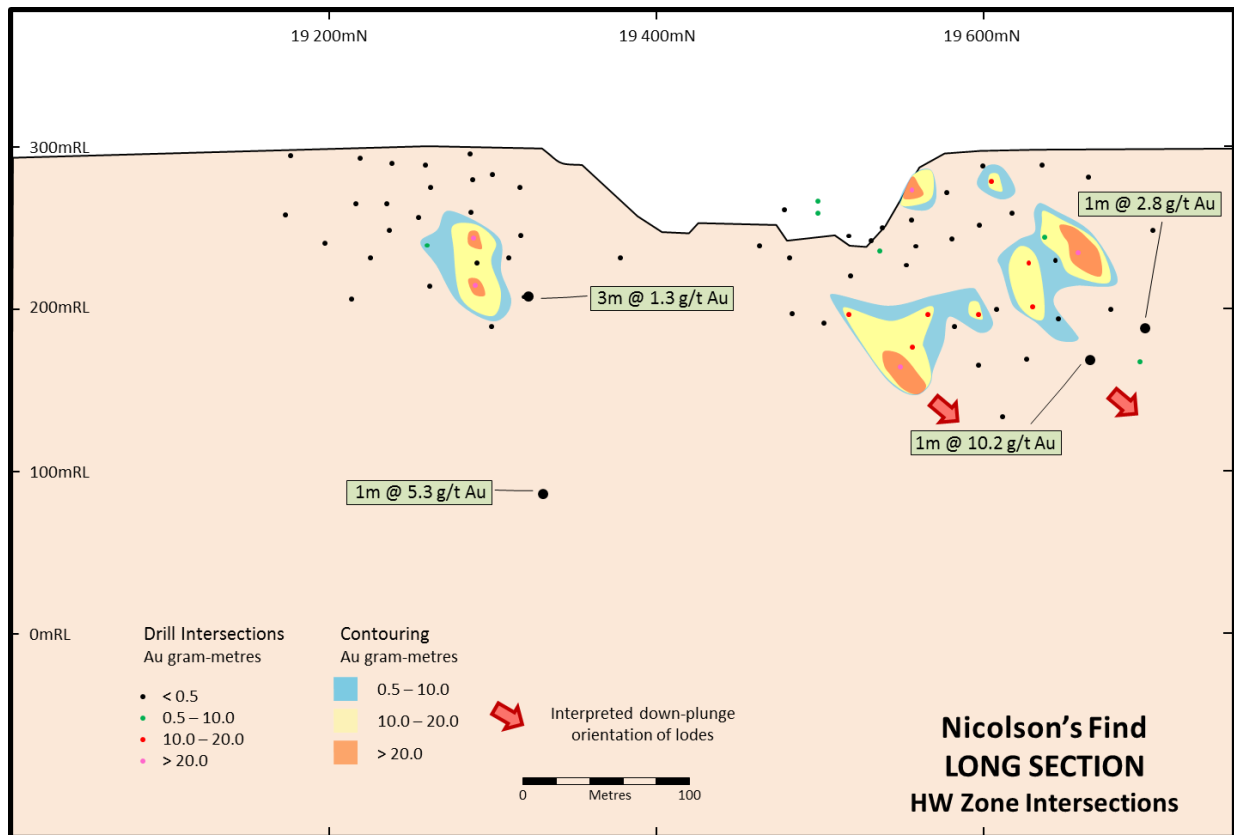 19 200mN
19 400mN
19 600mN
300mRL
1m @ 2.8 g/t Au
3m @ 1.3 g/t Au
200mRL
1m @ 10.2 g/t Au
100mRL
1m @ 5.3 g/t Au
0mRL
Drill Intersections
Au gram-metres
< 0.5
0.5 – 10.0
10.0 – 20.0
> 20.0
Contouring
Au gram-metres
0.5 – 10.0
10.0 – 20.0
> 20.0
Interpreted down-plunge
orientation of lodes
0 Metres 100
Nicolson’s Find
LONG SECTION
HW Zone Intersections